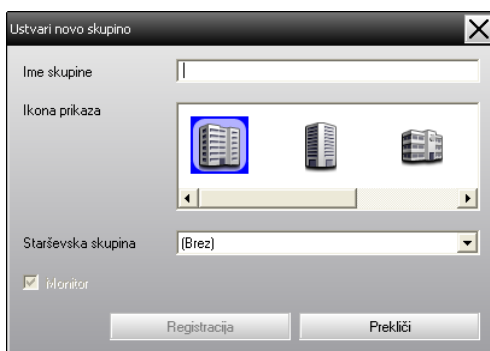 Ustvari novo skupino
Ime skupine
Ikona prikaza
Starševska skupina
(Brez)
Monitor
Registracija
Prekliči